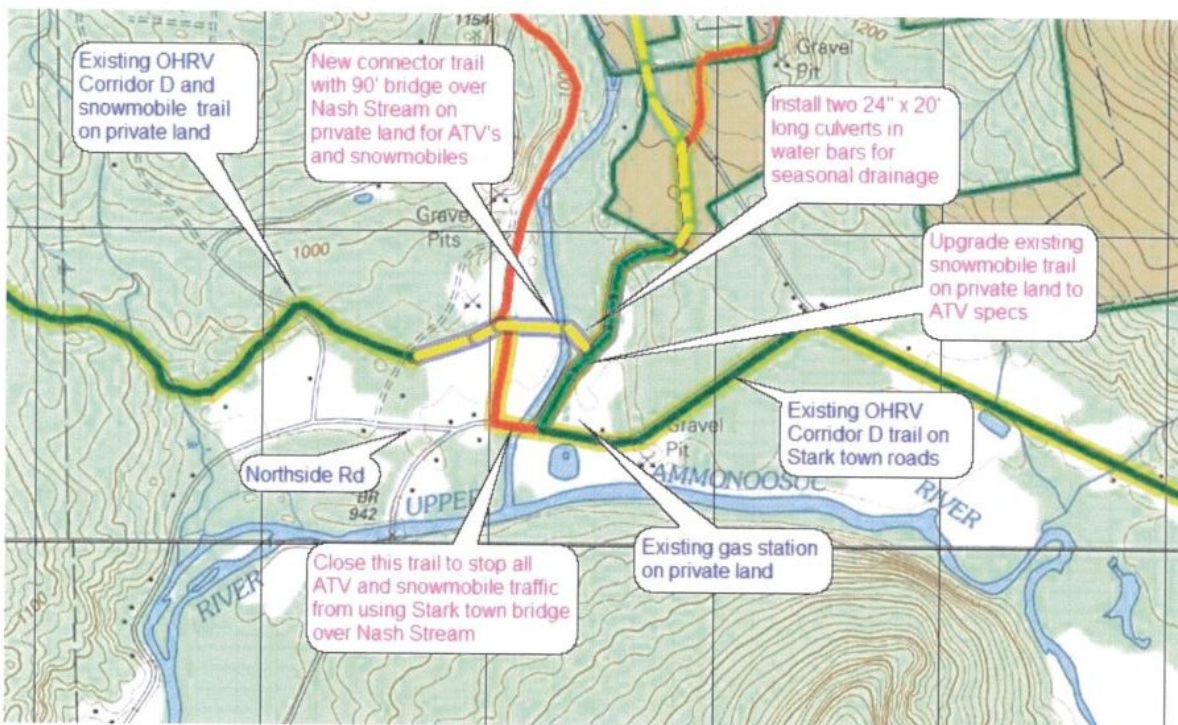 1154
1200
Gravel
Pit
Existing OHRV
Corridor D and
snowmobile trail
on private land
New connector trail
with 90' bridge over
Nash Stream on
private land for ATV's
and snowmobiles
Install two 24" x 20'
long culverts in
water bars for
seasonal drainage
Gravel
Pits
1000
Upgrade existing
snowmobile trail
on private land to
ATV specs
Existing OHRV
Corridor D trail on
Stark town roads
Gravel
Pit
Northside Rd
BR
942
UPPER
AMMONOOSUC
RIVER
Existing gas station
on private land
Close this trail to stop all
ATV and snowmobile traffic
from using Stark town bridge
over Nash Stream
RIVER
1100